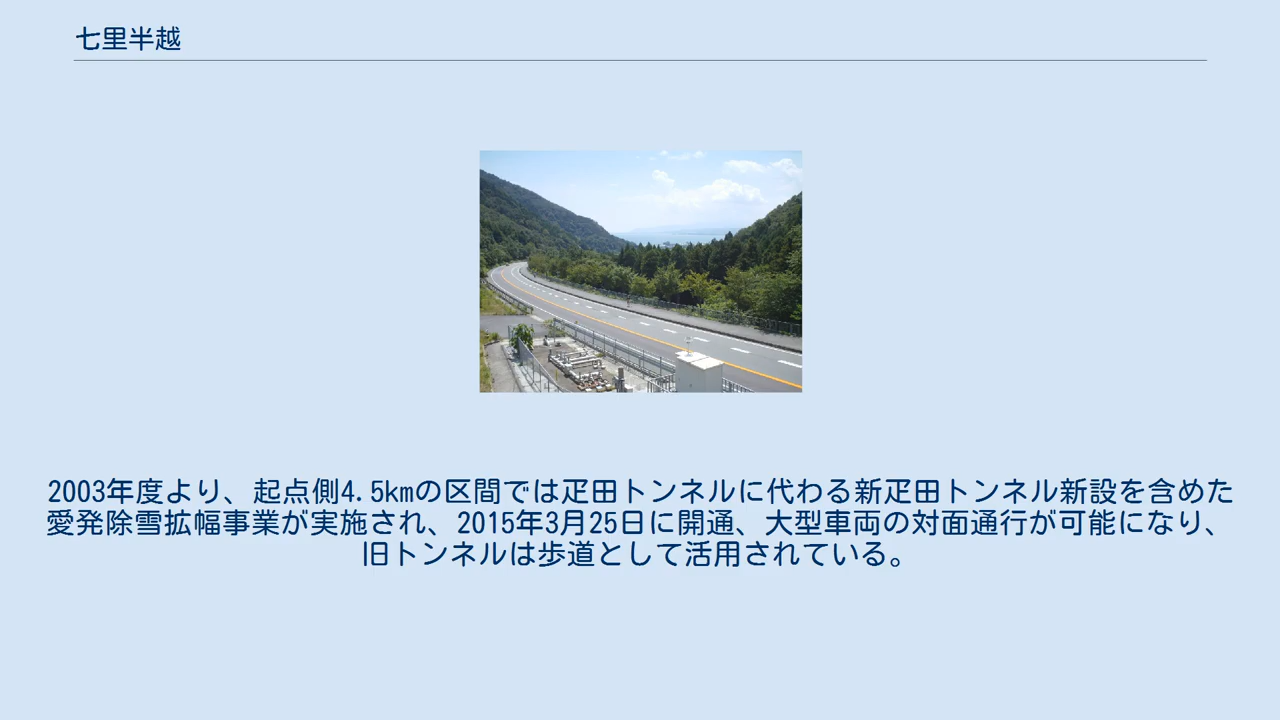 七里半越
2003年度より、起点側4.5kmの区間では疋田トンネルに代わる新疋田トンネル新設を含めた
愛発除雪拡幅事業が実施され、2015年3月25日に開通、大型車両の対面通行が可能になり、
旧トンネルは歩道として活用されている。